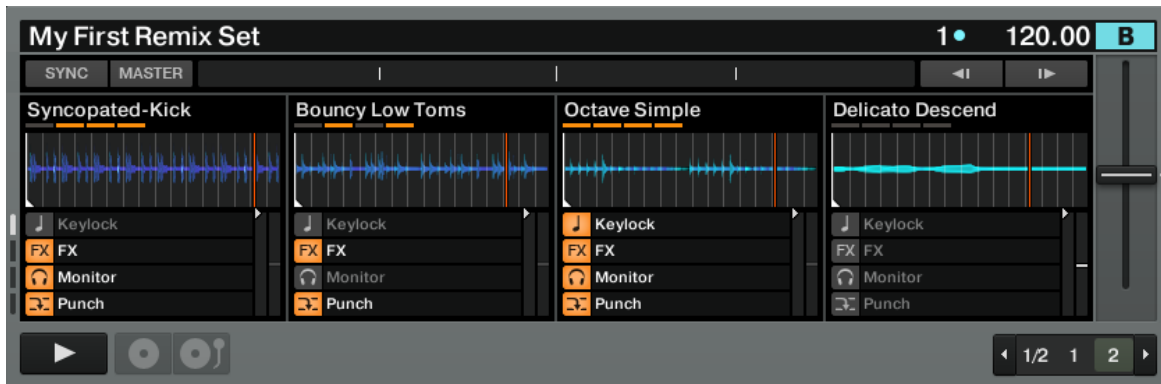 My First Remix Set 1 120.00 B
SYNC MASTER
Syncopated-Kick Bouncy Low Toms Octave Simple Delicato Descend
Keylock Keylock Keylock Keylock
FX FX FX FX FX FX FX FX
Monitor Monitor Monitor Monitor
Punch Punch Punch Punch
1/2 1 2